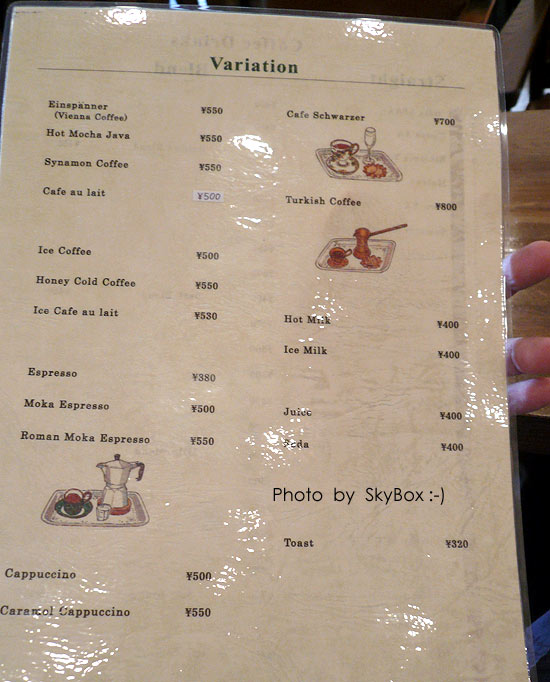 Variation
Einspänner
(Vienna Coffee) ¥550
Hot Mocha Java ¥550
Synamon Coffee ¥550
Cafe au lait ¥500
Ice Coffee ¥500
Honey Cold Coffee ¥550
Ice Cafe au lait ¥530
Espresso ¥380
Moka Espresso ¥500
Roman Moka Espresso ¥550
Cappuccino ¥500
Caramel Cappuccino ¥550
Cafe Schwarzer ¥700
Turkish Coffee ¥800
Hot Milk ¥400
Ice Milk ¥400
Juice ¥400
Soda ¥400
Photo by SkyBox :-)
Toast ¥320